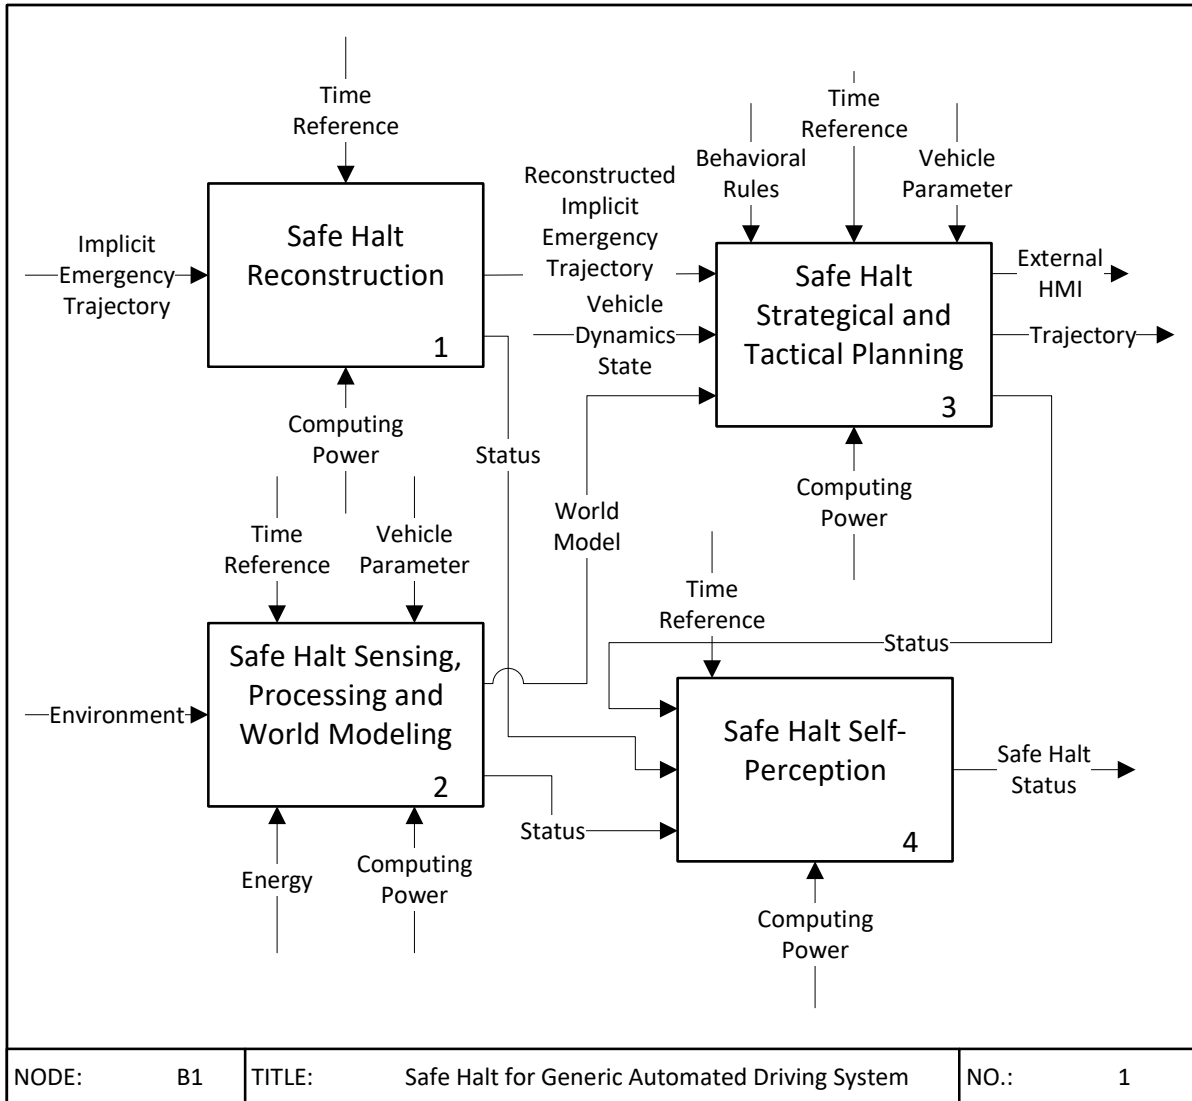 Time
Reference
Safe Halt
Reconstruction
1
Implicit
Emergency
Trajectory
Computing
Power
Status
Reconstructed
Implicit
Emergency
Trajectory
Vehicle
Dynamics
State
Behavioral
Rules
Time
Reference
Vehicle
Parameter
Safe Halt
Strategical and
Tactical Planning
3
External
HMI
Trajectory
Computing
Power
World
Model
Time
Reference
Vehicle
Parameter
Safe Halt Sensing,
Processing and
World Modeling
2
Environment
Energy
Computing
Power
Status
Time
Reference
Status
Safe Halt Self-
Perception
4
Safe Halt
Status
Computing
Power
NODE: B1 TITLE: Safe Halt for Generic Automated Driving System NO.: 1